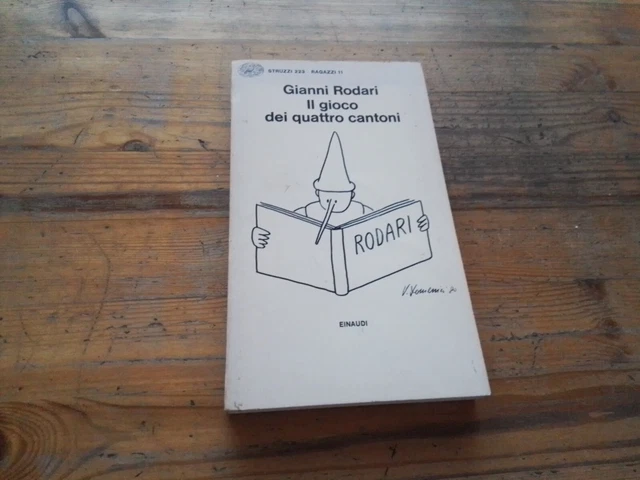 STRUZZI 223 · RAGAZZI 11
Gianni Rodari
Il gioco
dei quattro cantoni
RODARI
EINAUDI